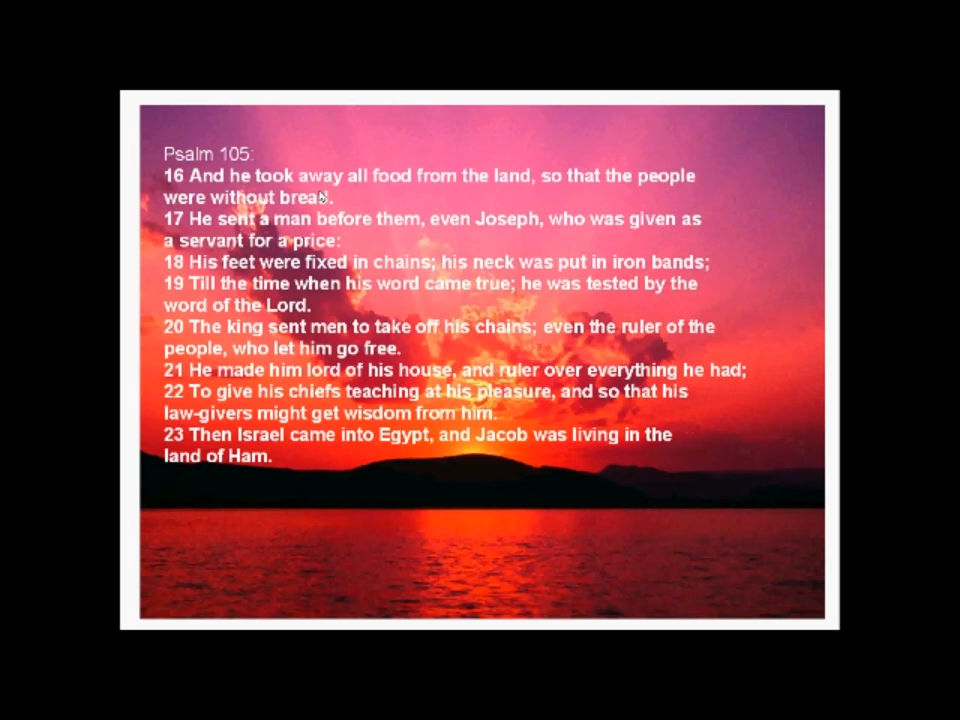 Psalm 105:
16 And he took away all food from the land, so that the people
were without bread.
17 He sent a man before them, even Joseph, who was given as
a servant for a price:
18 His feet were fixed in chains; his neck was put in iron bands;
19 Till the time when his word came true; he was tested by the
word of the Lord.
20 The king sent men to take off his chains; even the ruler of the
people, who let him go free.
21 He made him lord of his house, and ruler over everything he had;
22 To give his chiefs teaching at his pleasure, and so that his
law-givers might get wisdom from him.
23 Then Israel came into Egypt, and Jacob was living in the
land of Ham.